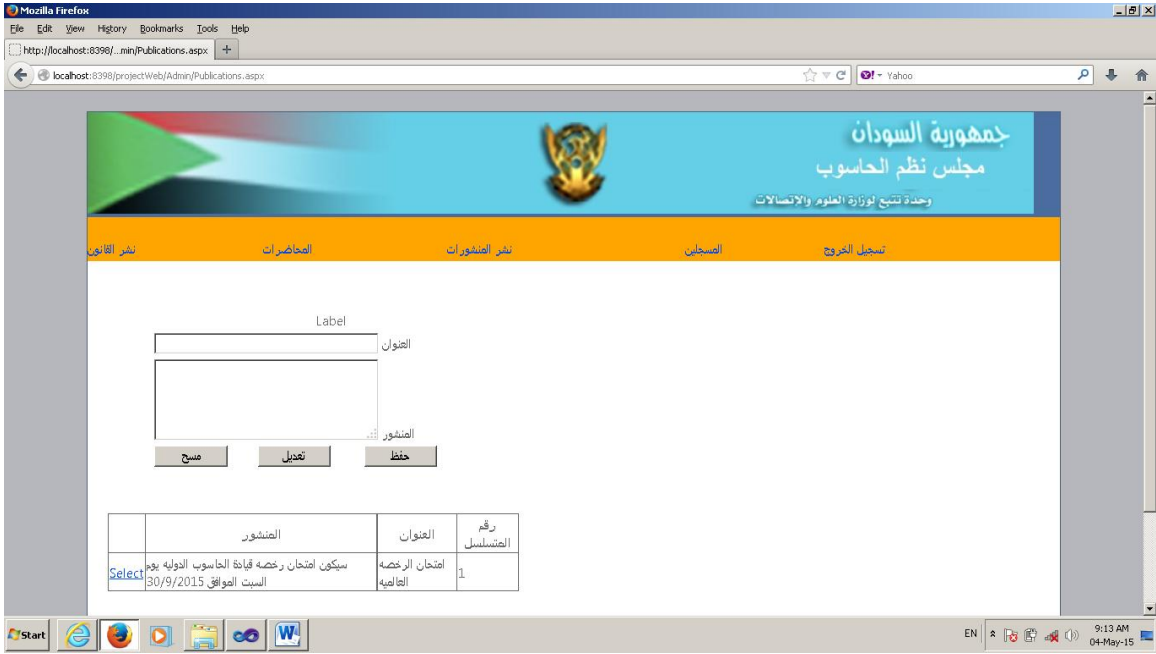 Mozilla Firefox
File Edit View History Bookmarks Tools Help
http://localhost:8398/...min/Publications.aspx +
localhost:8398/projectWeb/Admin/Publications.aspx Yahoo
جمهورية السودان
مجلس نظم الحاسوب
وحدة تتبع لوزارة العلوم والاتصالات
تسجيل الخروج المسجلين نشر المنشورات المحاضرات نشر القانون
Label
العنوان
المنشور
حفظ تعديل مسح
رقم المتسلسل العنوان المنشور
1 امتحان الرخصه العالميه سيكون امتحان رخصه قيادة الحاسوب الدوليه يوم السبت الموافق 30/9/2015 Select
Start EN 9:13 AM
04-May-15